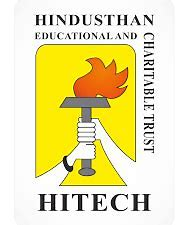 HINDUSTHAN
EDUCATIONAL AND
CHARITABLE TRUST
HITECH